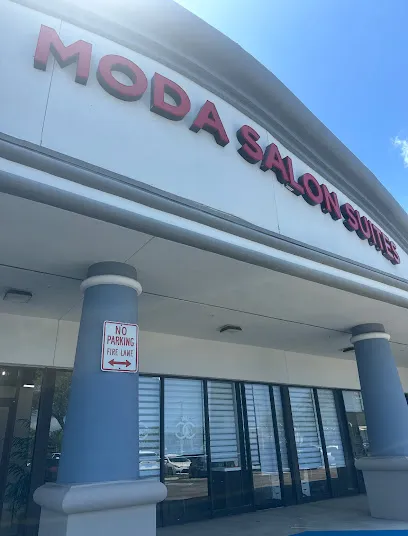 MODA SALON SUITES
NO
PARKING
FIRE LANE